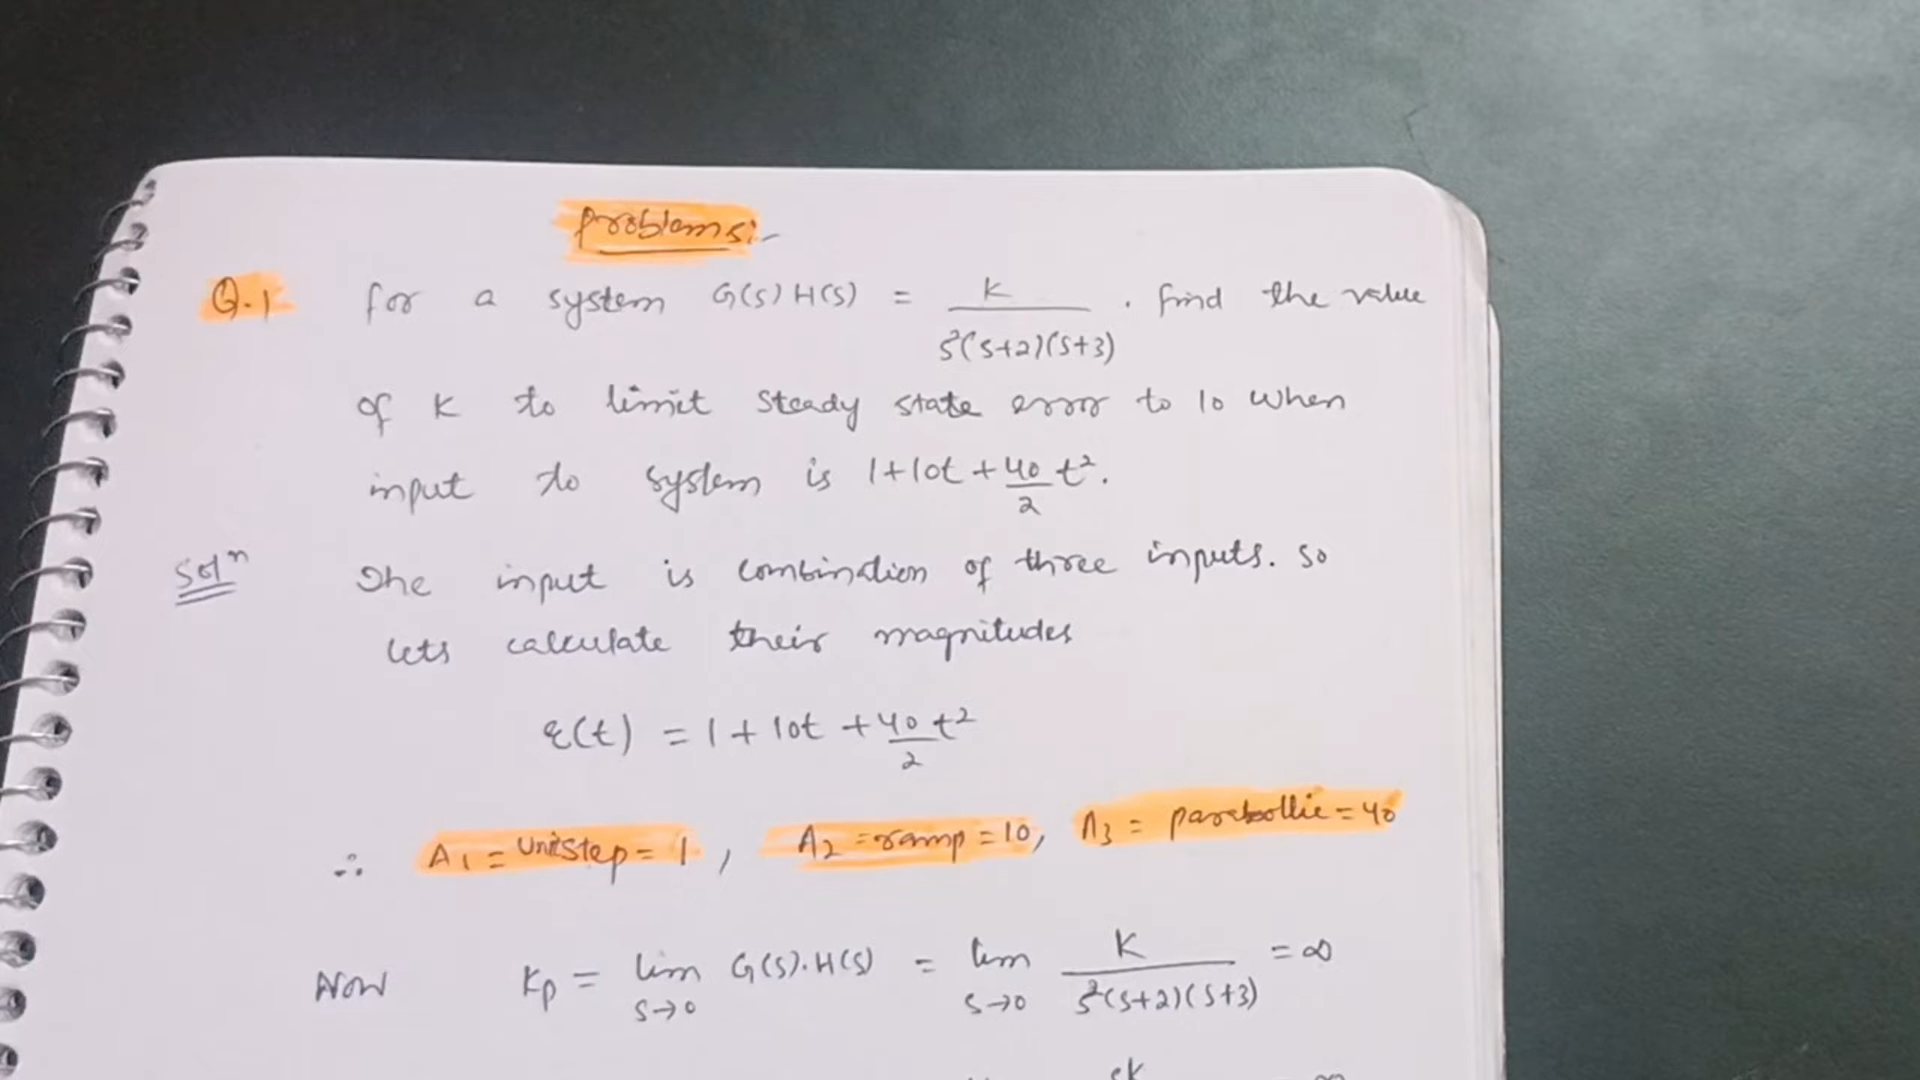 Problems:-
Q.1 for a system G(s) H(s) = K / s²(s+2)(s+3) . find the value
of K to limit steady state error to 10 when
input to system is 1+10t + 40/2 t².
Solⁿ The input is combination of three inputs. so
lets calculate their magnitudes
r(t) = 1 + 10t + 40/2 t²
∴ A1 = unit step = 1 , A2 = ramp = 10, A3 = parabollic = 40
Now Kp = lim s→0 G(s).H(s) = lim s→0 K / s²(s+2)(s+3) = ∞